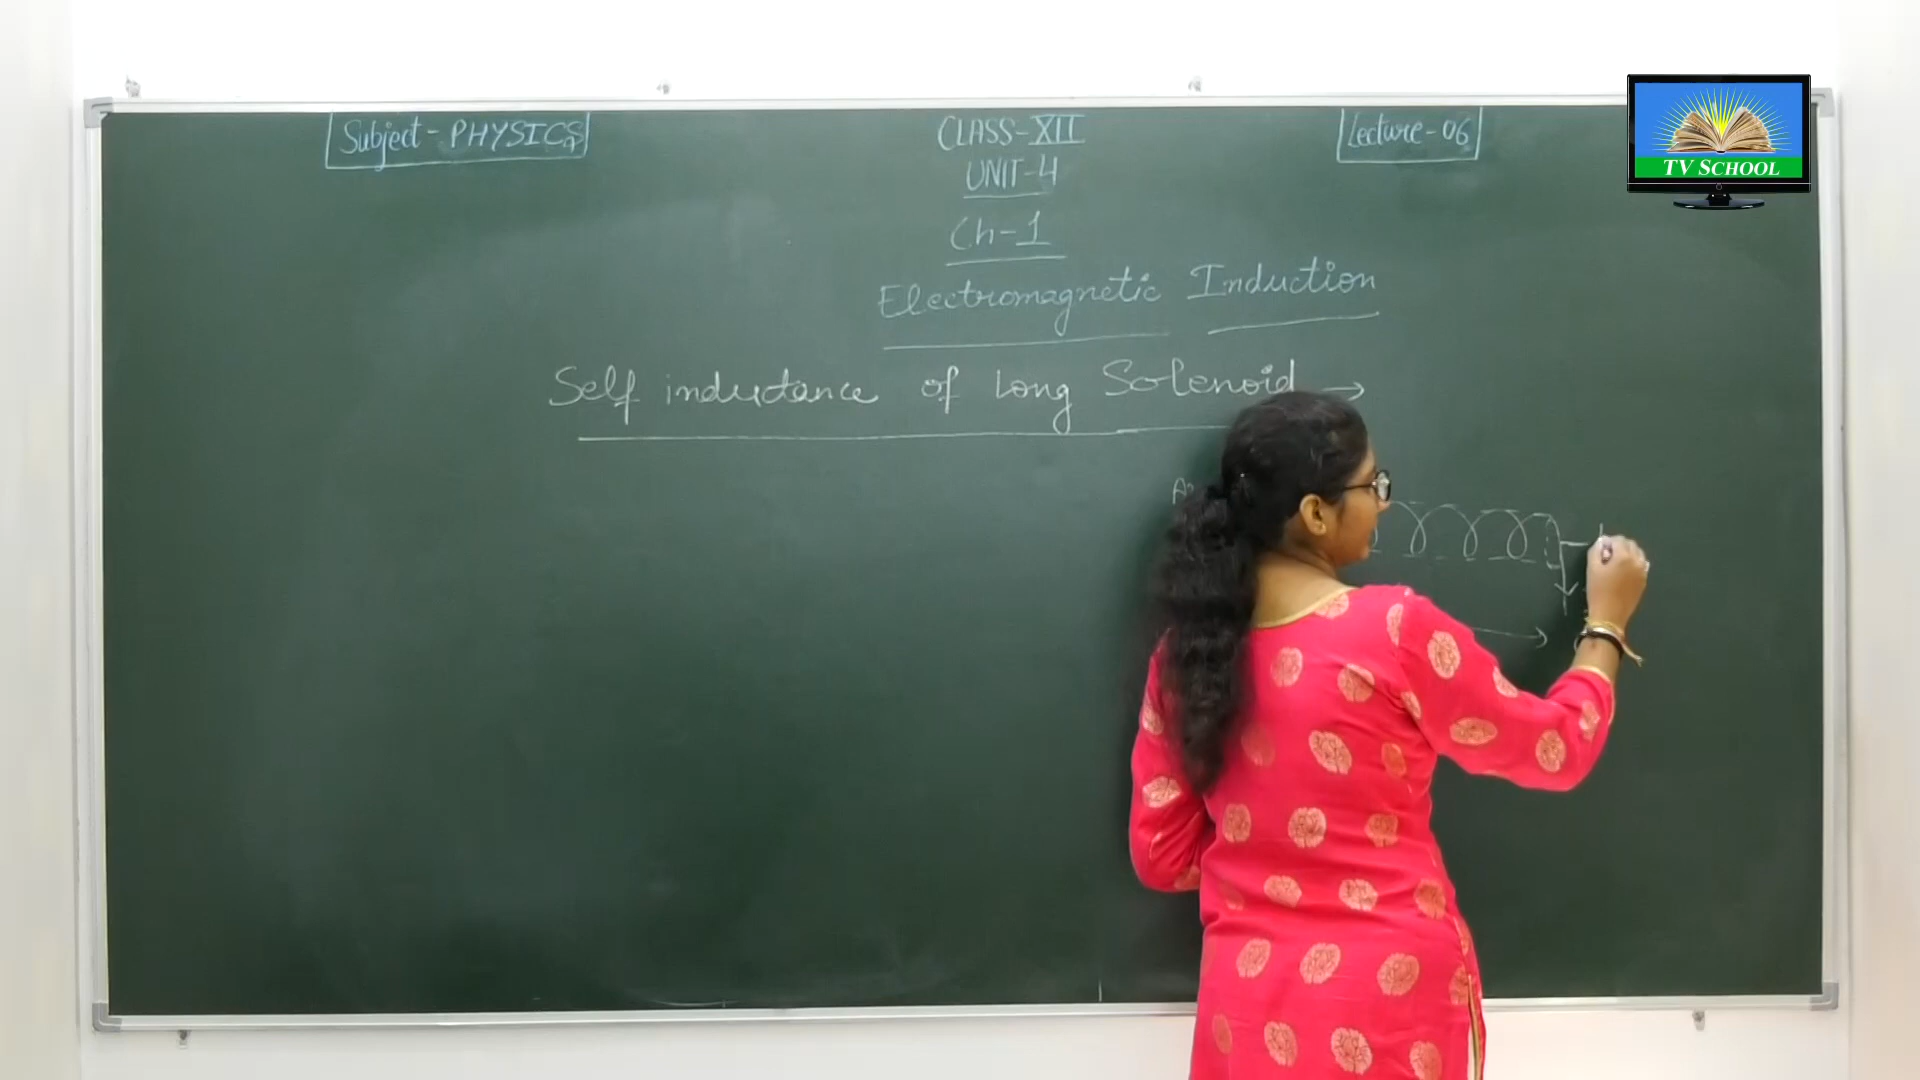 Subject - PHYSICS
CLASS-XII
Lecture-06
UNIT-4
Ch-1
Electromagnetic Induction
Self inductance of Long Solenoid →
TV SCHOOL